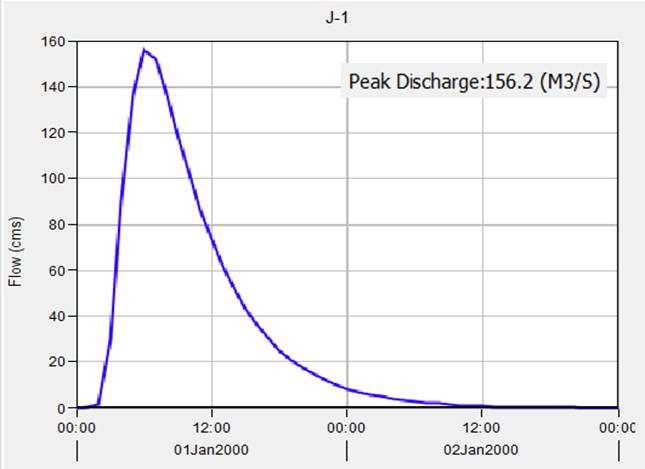 J-1
Peak Discharge:156.2 (M3/S)
Flow (cms)
160
140
120
100
80
60
40
20
0
00:00 12:00 00:00 12:00 00:00
01Jan2000 02Jan2000